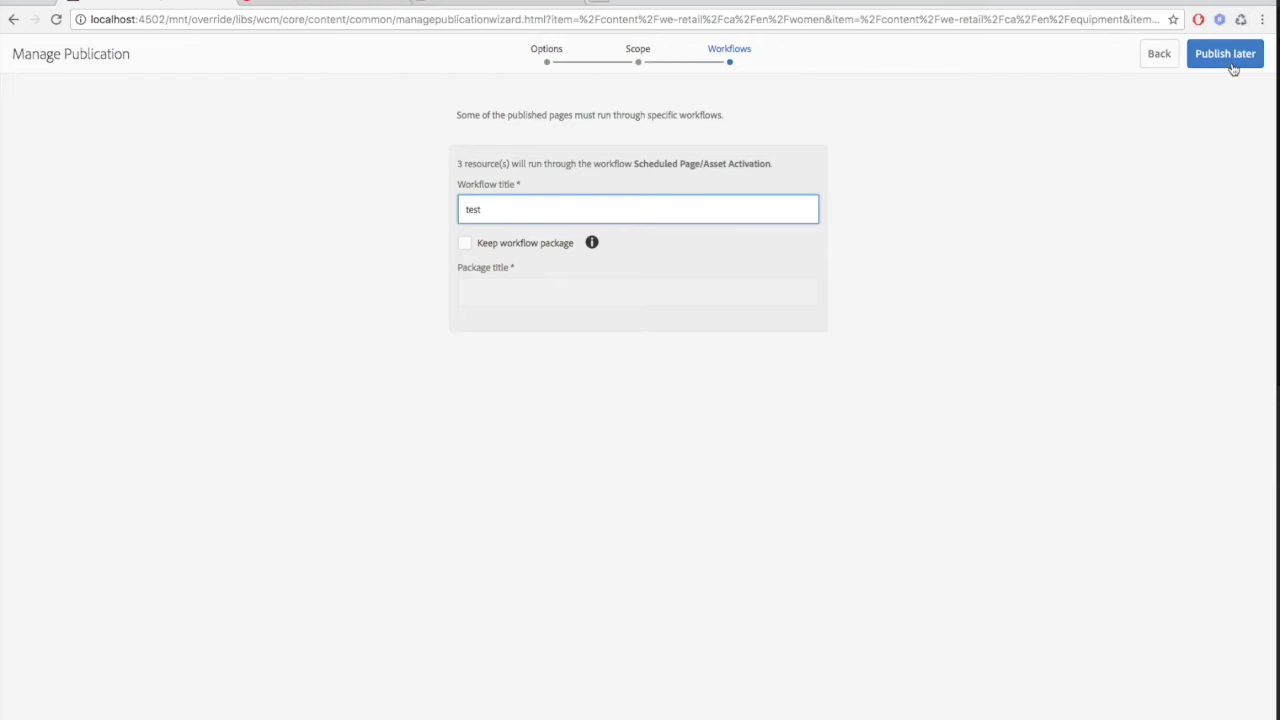 localhost:4502/mnt/override/libs/wcm/core/content/common/managepublicationwizard.html?item=%2Fcontent%2Fwe-retail%2Fca%2Fen%2Fwomen&item=%2Fcontent%2Fwe-retail%2Fca%2Fen%2Fequipment&item...
Manage Publication
Options
Scope
Workflows
Back
Publish later
Some of the published pages must run through specific workflows.
3 resource(s) will run through the workflow Scheduled Page/Asset Activation.
Workflow title *
test
Keep workflow package
Package title *